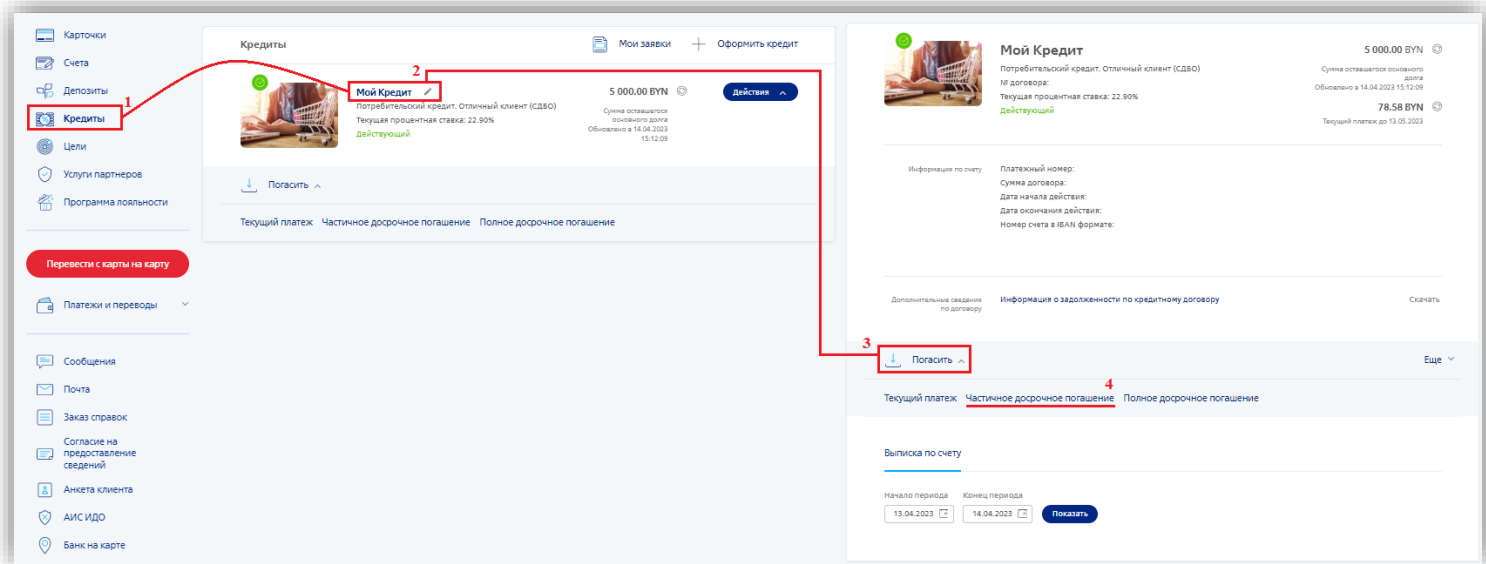 Карточки
Счета
Депозиты
1
Кредиты
Цели
Услуги партнеров
Программа лояльности
Перевести с карты на карту
Платежи и переводы
Сообщения
Почта
Заказ справок
Согласие на
предоставление
сведений
Анкета клиента
АИС ИДО
Банк на карте
Кредиты
Мои заявки
Оформить кредит
2
Мой Кредит
Потребительский кредит. Отличный клиент (СДБО)
Текущая процентная ставка: 22.90%
Действующий
5 000.00 BYN
Сумма оставшегося
основного долга
Обновлено в 14.04.2023
15:12:09
Действия
Погасить
Текущий платеж Частичное досрочное погашение Полное досрочное погашение
Мой Кредит
Потребительский кредит. Отличный клиент (СДБО)
№ договора:
Текущая процентная ставка: 22.90%
Действующий
5 000.00 BYN
Сумма оставшегося основного
долга
Обновлено в 14.04.2023 15:12:09
78.58 BYN
Текущий платеж до 13.05.2023
Информация по счету
Платежный номер:
Сумма договора:
Дата начала действия:
Дата окончания действия:
Номер счета в IBAN формате:
Дополнительные сведения
по договору
Информация о задолженности по кредитному договору
Скачать
3
Погасить
Еще
4
Текущий платеж Частичное досрочное погашение Полное досрочное погашение
Выписка по счету
Начало периода Конец периода
13.04.2023 14.04.2023 Показать